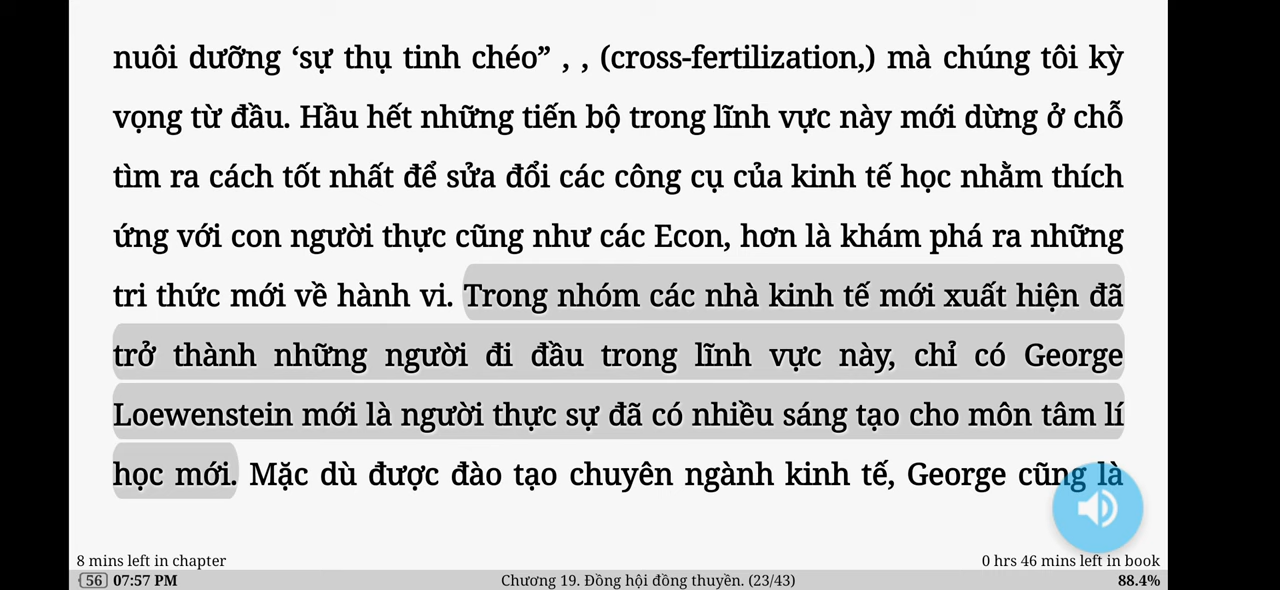 nuôi dưỡng ‘sự thụ tinh chéo” , , (cross-fertilization,) mà chúng tôi kỳ
vọng từ đầu. Hầu hết những tiến bộ trong lĩnh vực này mới dừng ở chỗ
tìm ra cách tốt nhất để sửa đổi các công cụ của kinh tế học nhằm thích
ứng với con người thực cũng như các Econ, hơn là khám phá ra những
tri thức mới về hành vi. Trong nhóm các nhà kinh tế mới xuất hiện đã
trở thành những người đi đầu trong lĩnh vực này, chỉ có George
Loewenstein mới là người thực sự đã có nhiều sáng tạo cho môn tâm lí
học mới. Mặc dù được đào tạo chuyên ngành kinh tế, George cũng là
8 mins left in chapter 0 hrs 46 mins left in book
56 07:57 PM Chương 19. Đồng hội đồng thuyền. (23/43) 88.4%